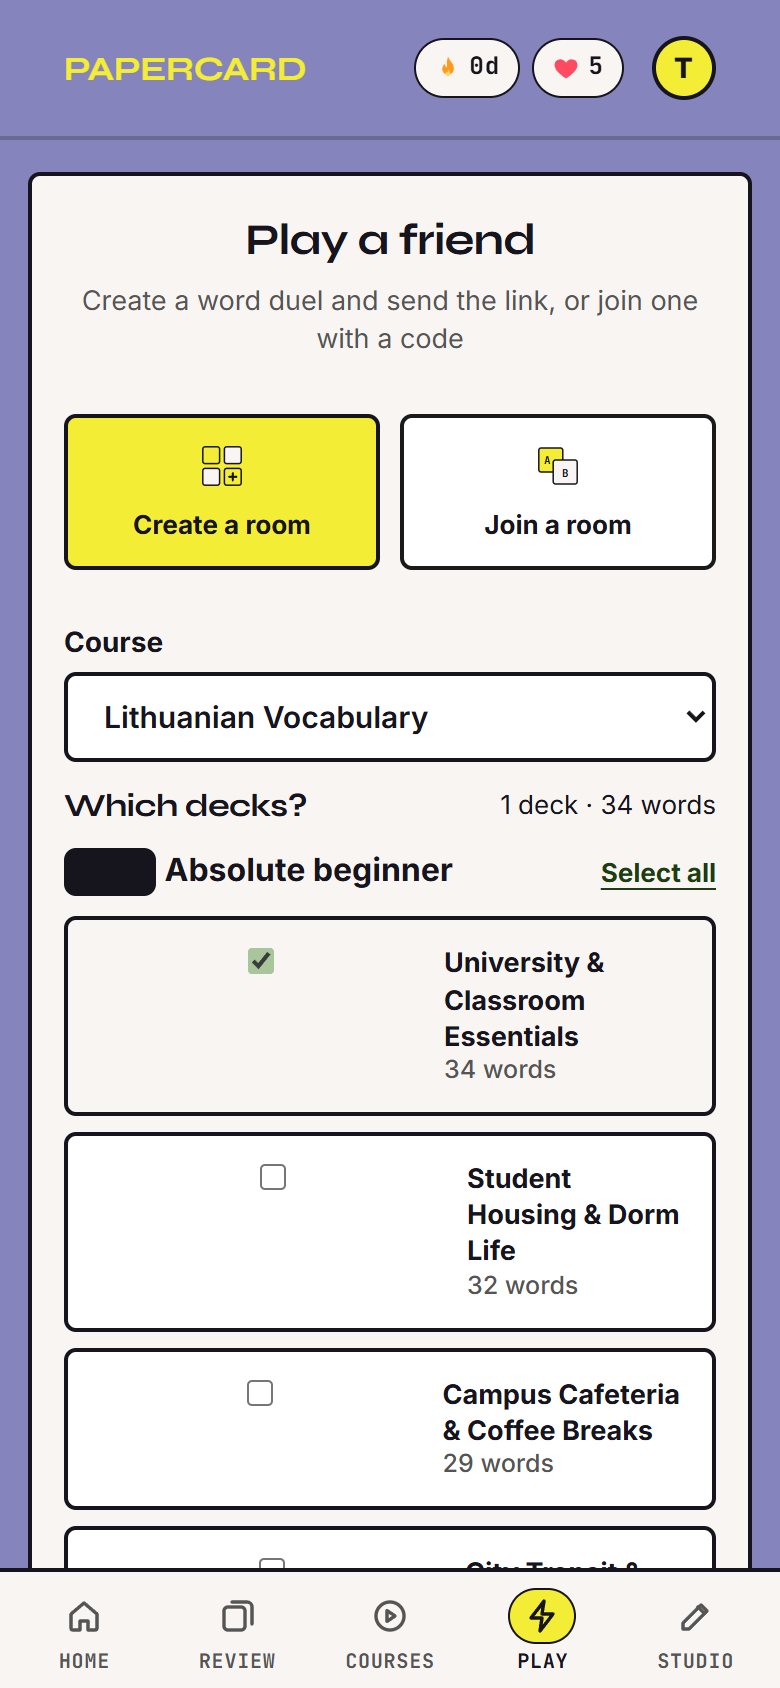 PAPERCARD
0d
5
T
Play a friend
Create a word duel and send the link, or join one
with a code
A
B
Create a room
Join a room
Course
Lithuanian Vocabulary
Which decks?
1 deck · 34 words
Absolute beginner
Select all
University &
Classroom
Essentials
34 words
Student
Housing & Dorm
Life
32 words
Campus Cafeteria
& Coffee Breaks
29 words
City Transit &
HOME
REVIEW
COURSES
PLAY
STUDIO